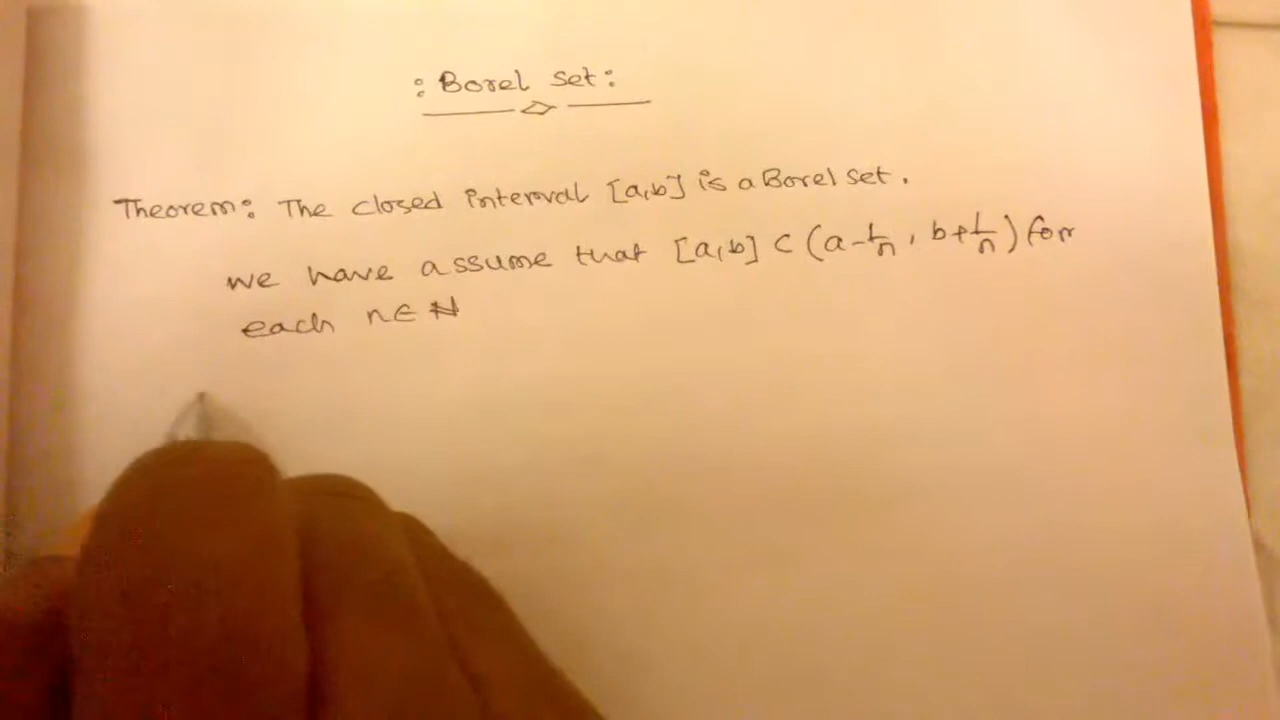 : Borel set :
Theorem: The closed interval [a,b] is a Borel set.
we have assume that [a,b] ⊂ (a-1/n, b+1/n) for
each n∈ℕ